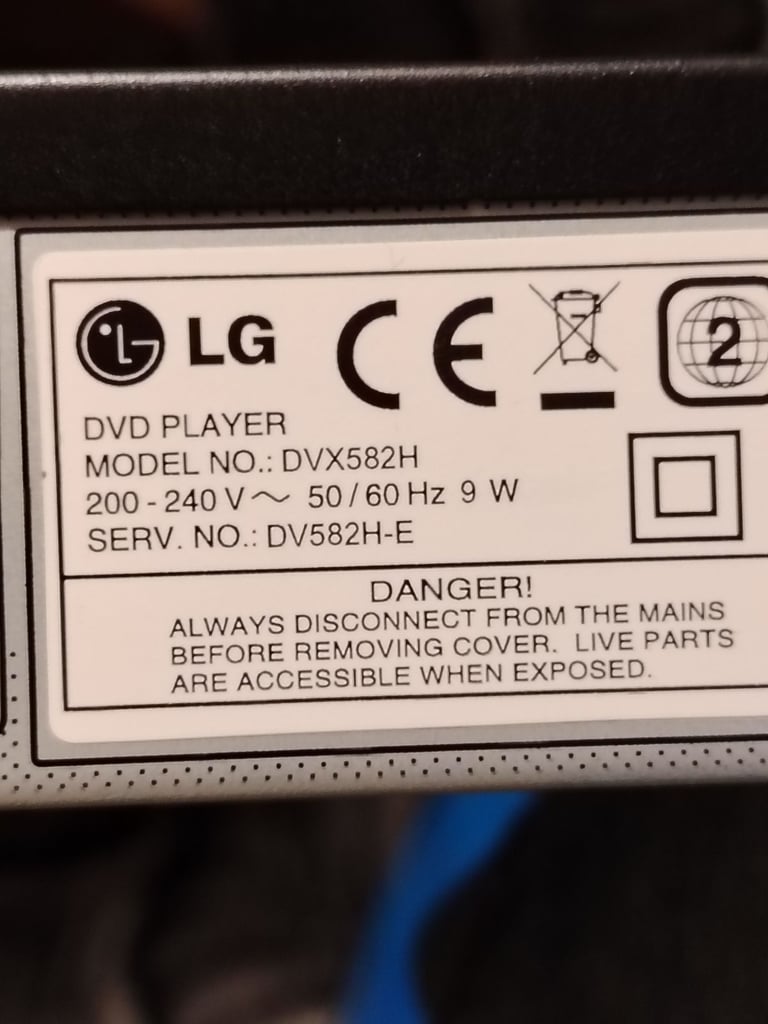 LG CE 2
DVD PLAYER
MODEL NO.: DVX582H
200 - 240 V ~ 50 / 60 Hz 9 W
SERV. NO.: DV582H-E
DANGER!
ALWAYS DISCONNECT FROM THE MAINS
BEFORE REMOVING COVER. LIVE PARTS
ARE ACCESSIBLE WHEN EXPOSED.